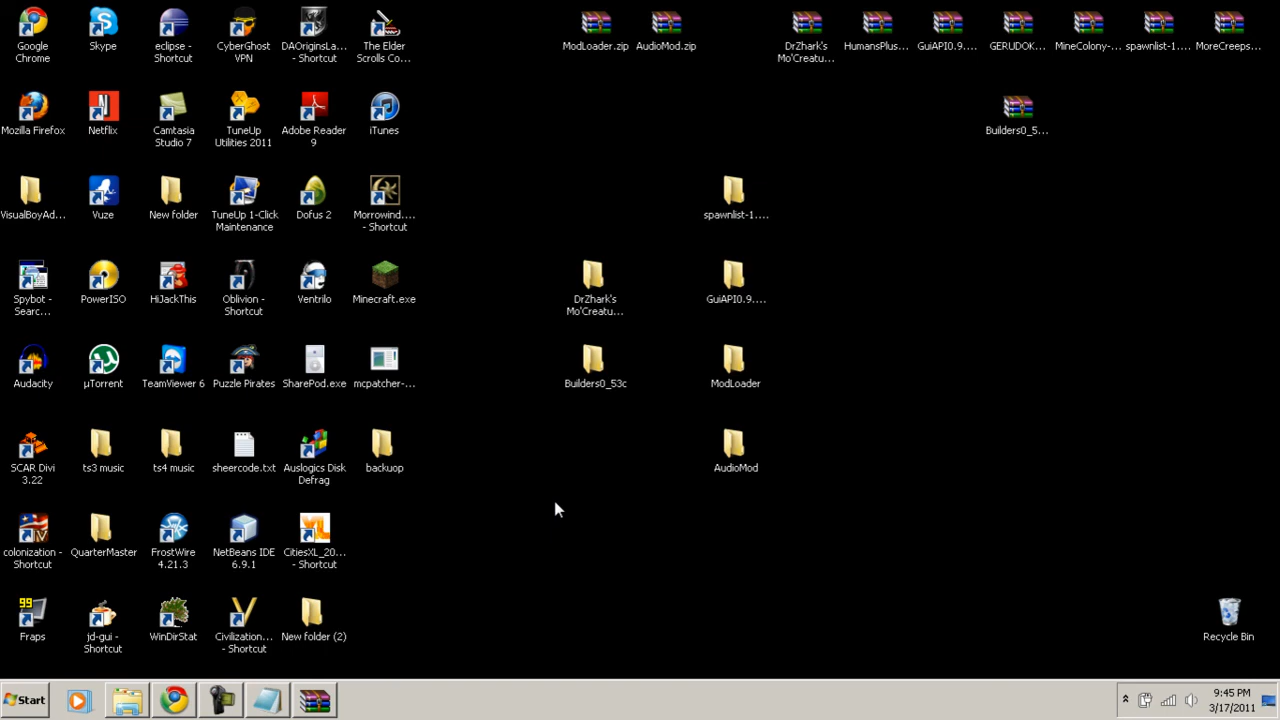 Google
Chrome
Skype
eclipse -
Shortcut
CyberGhost
VPN
DAOriginsLa...
- Shortcut
The Elder
Scrolls Co...
ModLoader.zip
AudioMod.zip
DrZhark's
Mo'Creatu...
HumansPlus...
GuiAPI0.9....
GERUDOK...
MineColony-...
spawnlist-1....
MoreCreeps...
Mozilla Firefox
Netflix
Camtasia
Studio 7
TuneUp
Utilities 2011
Adobe Reader
9
iTunes
Builders0_5...
VisualBoyAd...
Vuze
New folder
TuneUp 1-Click
Maintenance
Dofus 2
Morrowind....
- Shortcut
spawnlist-1....
Spybot -
Searc...
PowerISO
HiJackThis
Oblivion -
Shortcut
Ventrilo
Minecraft.exe
DrZhark's
Mo'Creatu...
GuiAPI0.9....
Audacity
µTorrent
TeamViewer 6
Puzzle Pirates
SharePod.exe
mcpatcher-...
Builders0_53c
ModLoader
SCAR Divi
3.22
ts3 music
ts4 music
sheercode.txt
Auslogics Disk
Defrag
backuop
AudioMod
colonization -
Shortcut
QuarterMaster
FrostWire
4.21.3
NetBeans IDE
6.9.1
CitiesXL_20...
- Shortcut
99
Fraps
jd-gui -
Shortcut
WinDirStat
Civilization...
- Shortcut
New folder (2)
Recycle Bin
Start
9:45 PM
3/17/2011